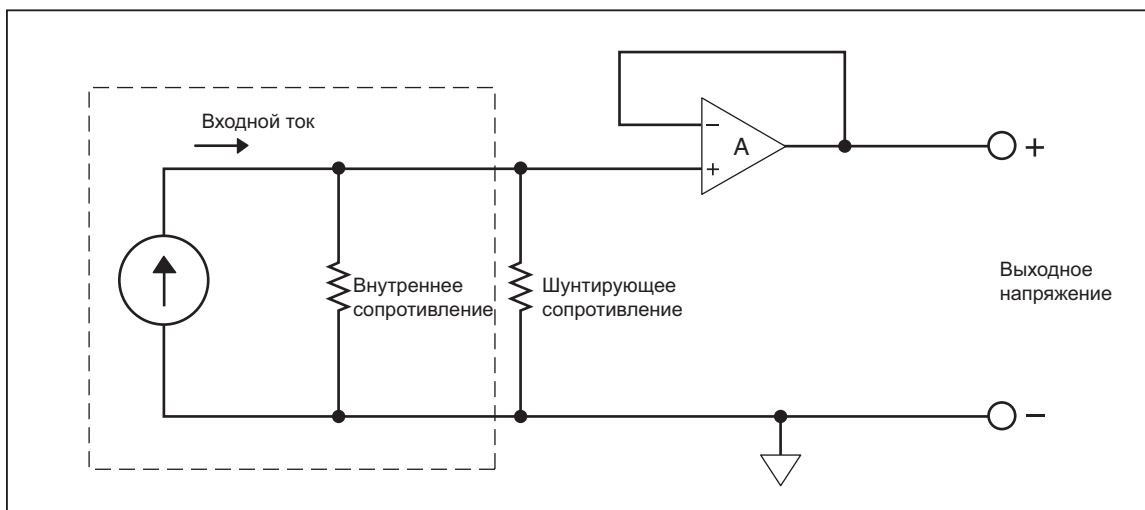 Входной ток
−
A
+
+
Внутреннее
сопротивление
Шунтирующее
сопротивление
Выходное
напряжение
−